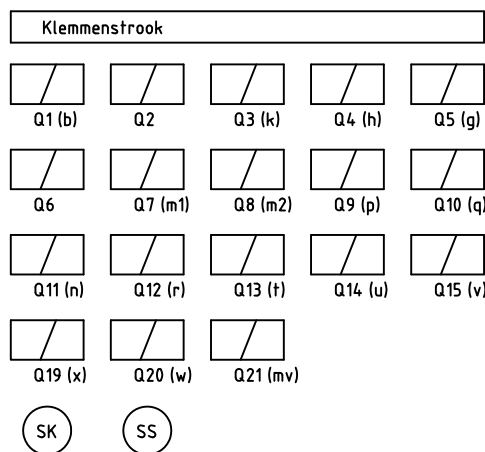 Klemmenstrook
Q1 (b) Q2 Q3 (k) Q4 (h) Q5 (g)
Q6 Q7 (m1) Q8 (m2) Q9 (p) Q10 (q)
Q11 (n) Q12 (r) Q13 (t) Q14 (u) Q15 (v)
Q19 (x) Q20 (w) Q21 (mv)
SK SS